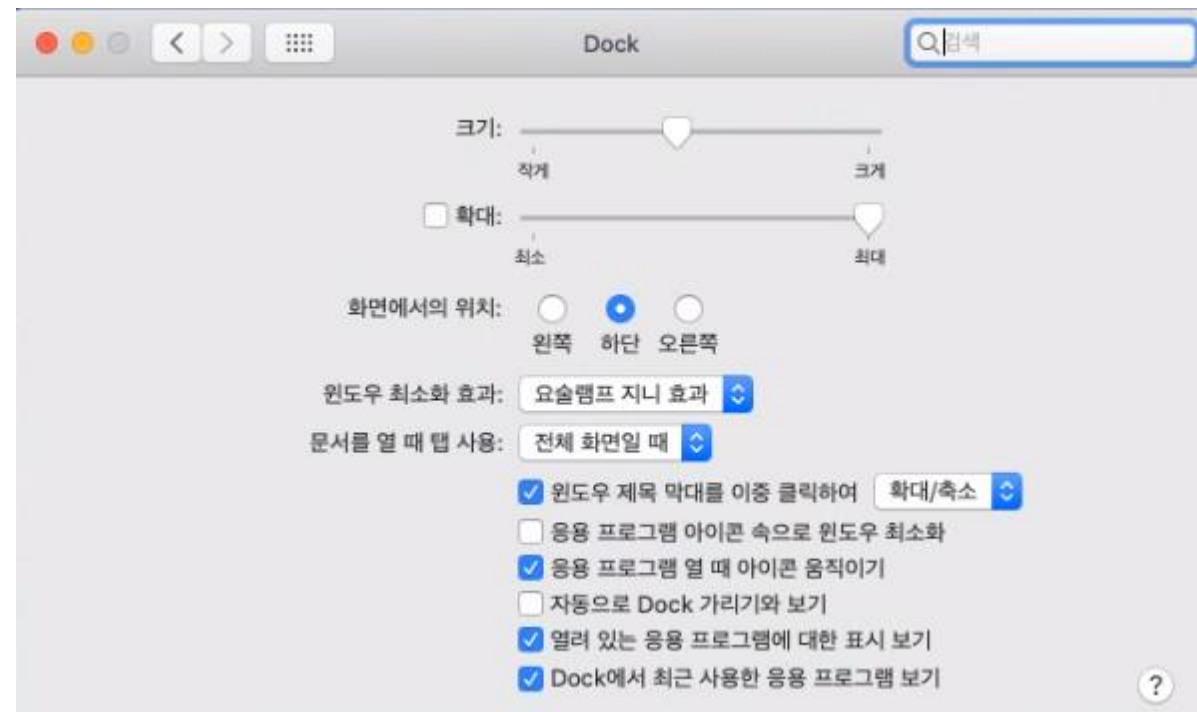 Dock
검색
크기:
작게 크게
확대:
최소 최대
화면에서의 위치:
왼쪽 하단 오른쪽
윈도우 최소화 효과: 요술램프 지니 효과
문서를 열 때 탭 사용: 전체 화면일 때
윈도우 제목 막대를 이중 클릭하여 확대/축소
응용 프로그램 아이콘 속으로 윈도우 최소화
응용 프로그램 열 때 아이콘 움직이기
자동으로 Dock 가리기와 보기
열려 있는 응용 프로그램에 대한 표시 보기
Dock에서 최근 사용한 응용 프로그램 보기
?